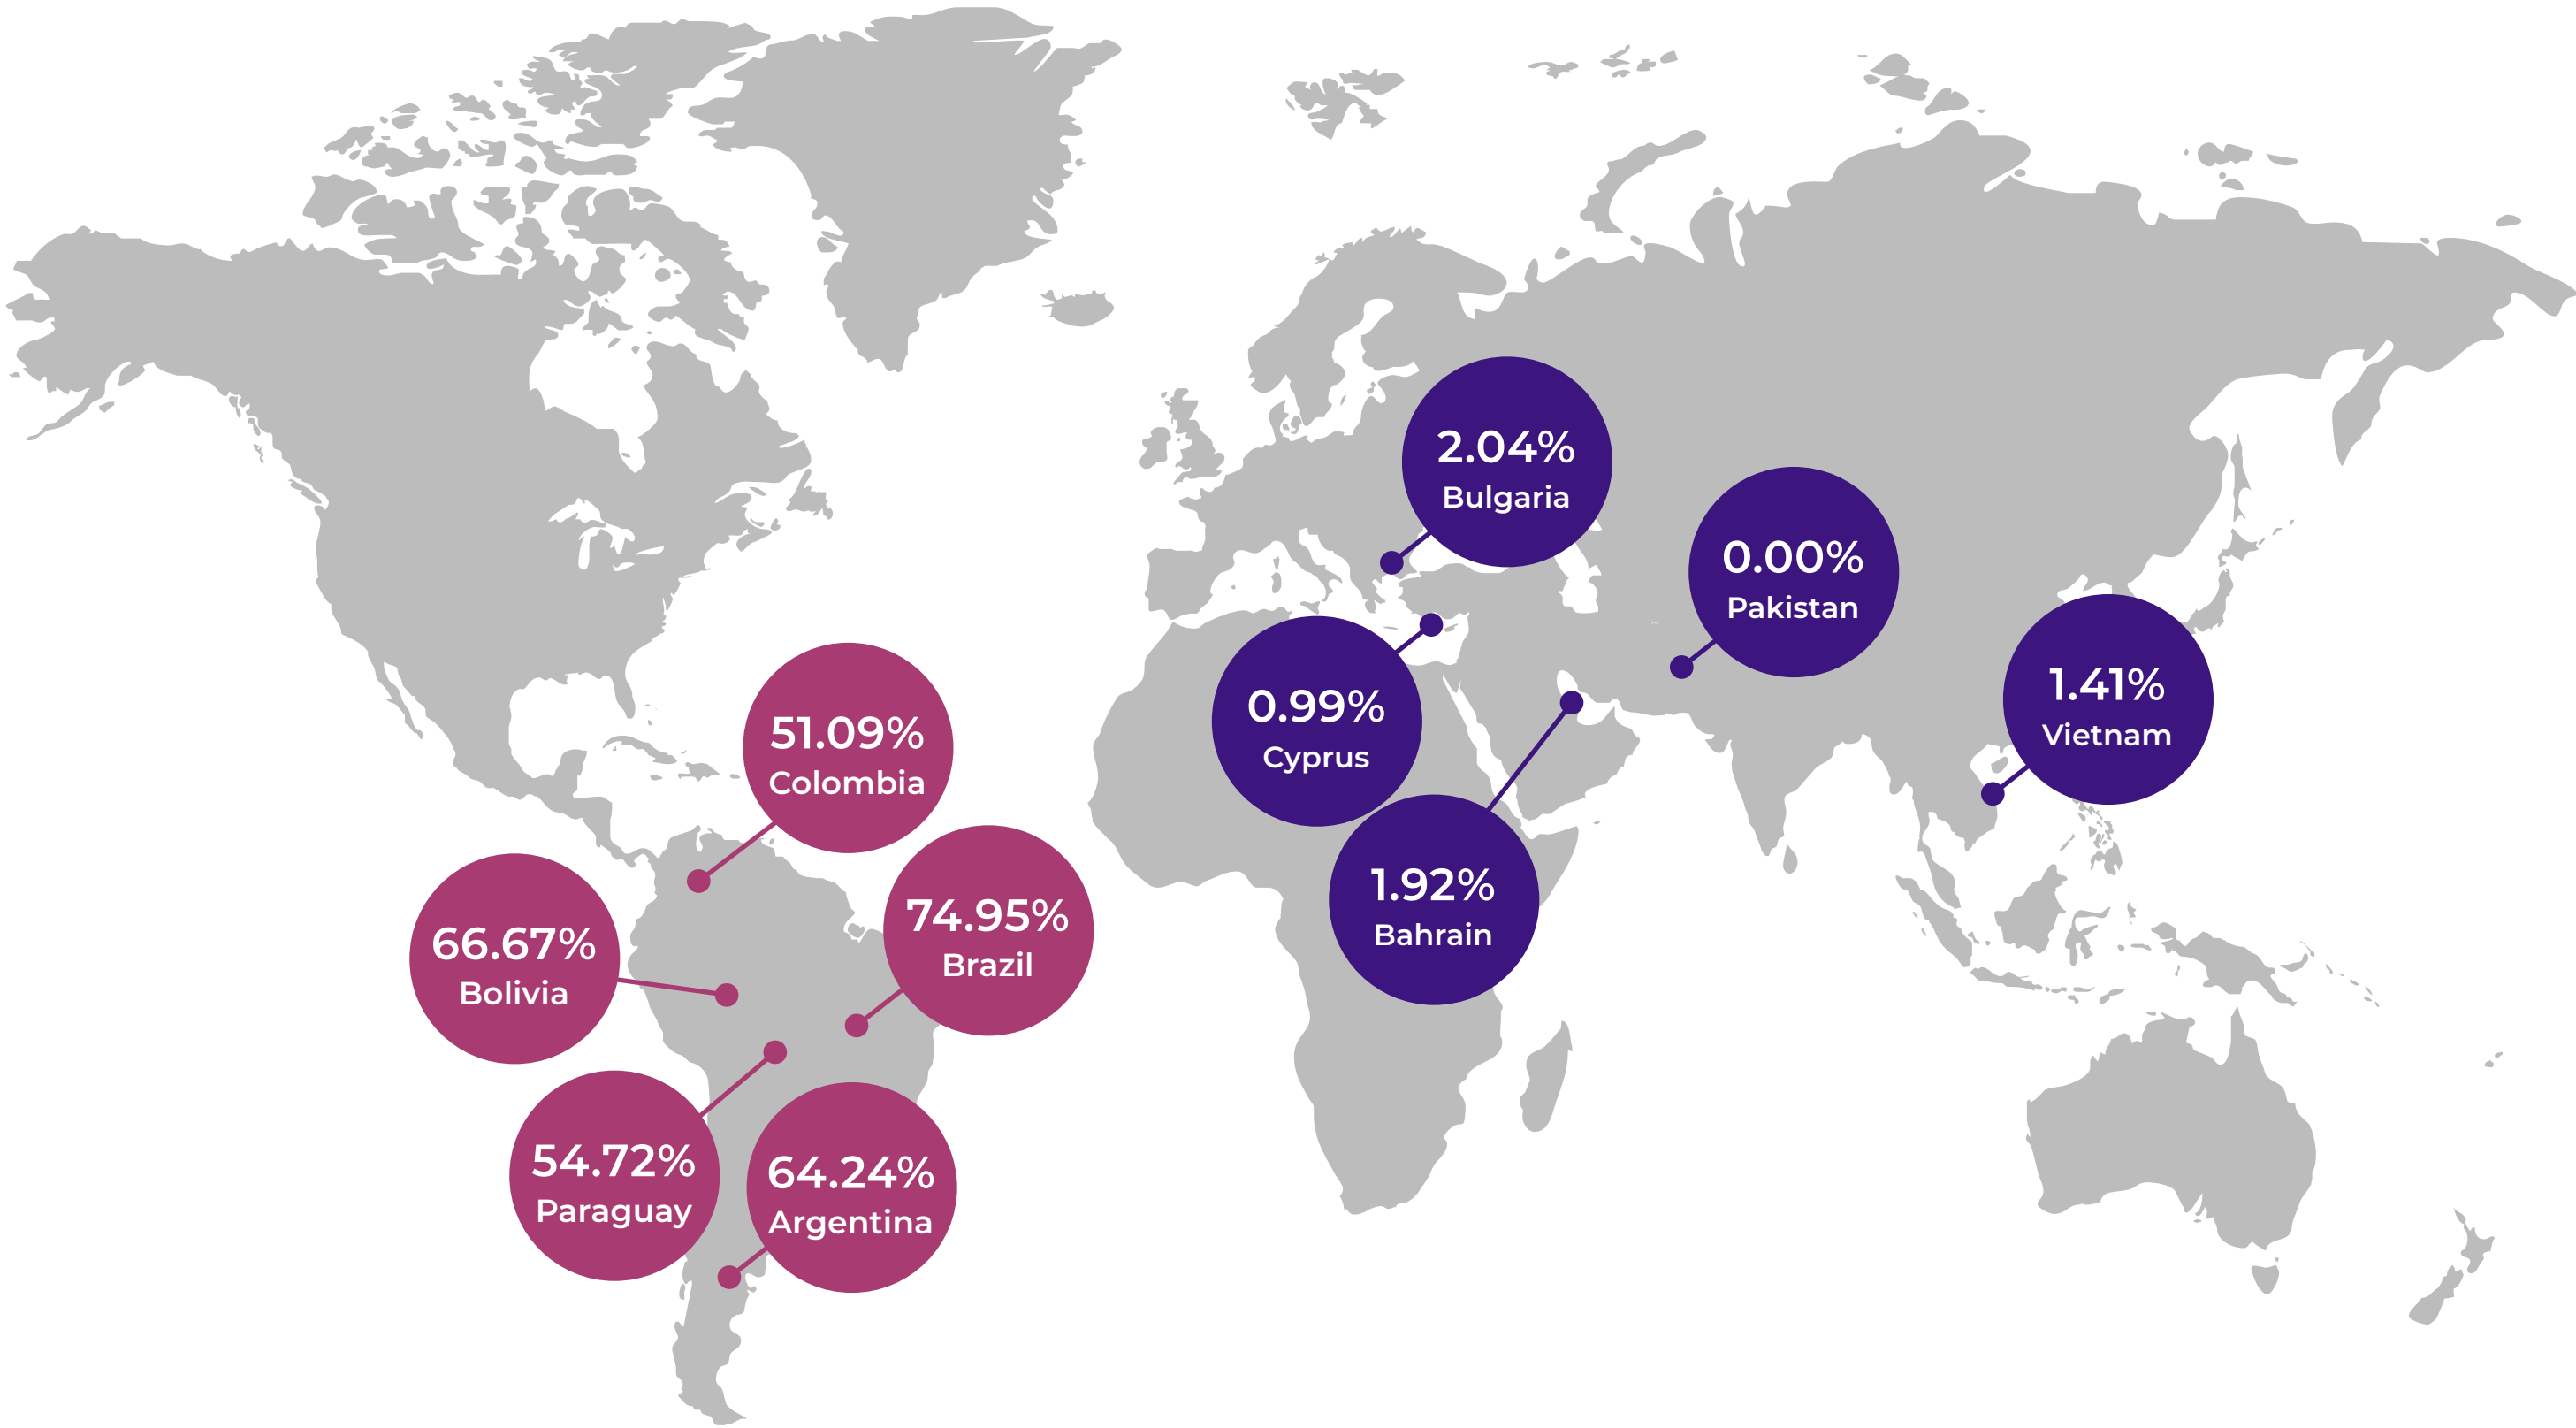 2.04%
Bulgaria
0.00%
Pakistan
1.41%
Vietnam
0.99%
Cyprus
1.92%
Bahrain
51.09%
Colombia
74.95%
Brazil
66.67%
Bolivia
54.72%
Paraguay
64.24%
Argentina